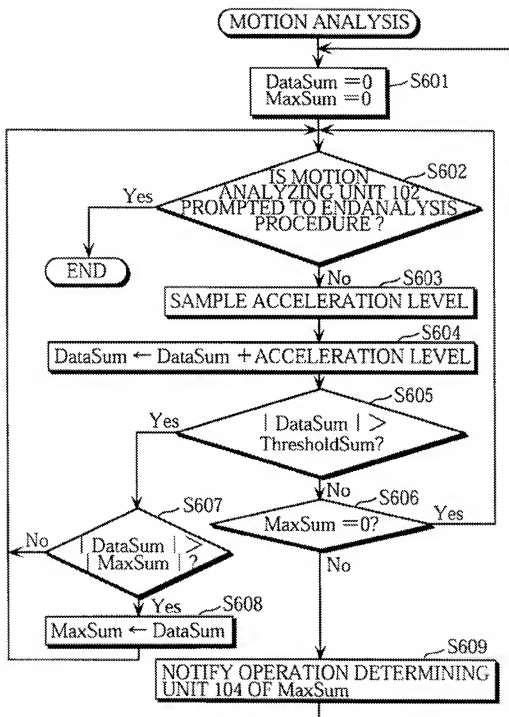 MOTION ANALYSIS
DataSum =0
MaxSum =0
S601
S602
IS MOTION
ANALYZING UNIT 102
PROMPTED TO ENDANALYSIS
PROCEDURE ?
Yes
END
No
S603
SAMPLE ACCELERATION LEVEL
S604
DataSum ← DataSum + ACCELERATION LEVEL
S605
Yes
| DataSum | >
ThresholdSum?
No
S606
S607
MaxSum =0?
Yes
No
| DataSum | >
| MaxSum | ?
No
Yes
S608
MaxSum ← DataSum
S609
NOTIFY OPERATION DETERMINING
UNIT 104 OF MaxSum